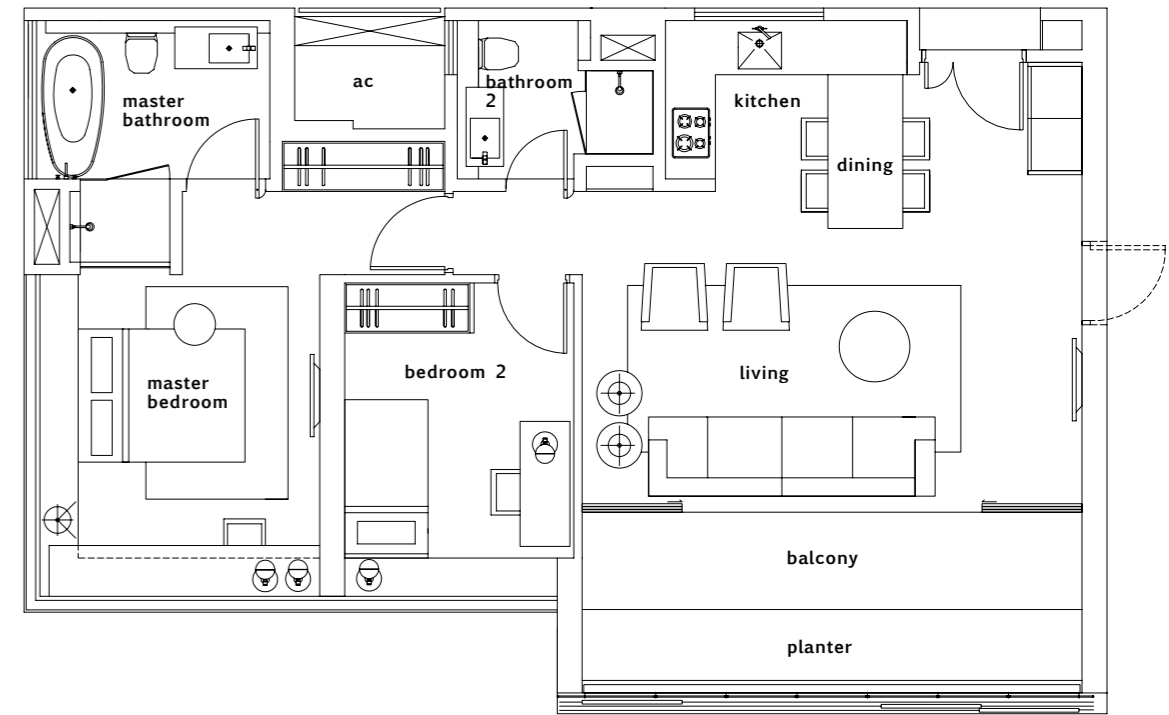 ac
bathroom
2
master
bathroom
kitchen
dining
master
bedroom
bedroom 2
living
balcony
planter